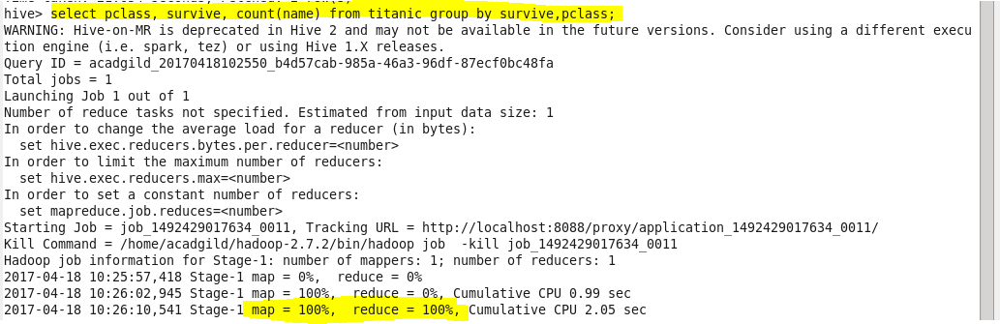 hive> select pclass, survive, count(name) from titanic group by survive,pclass;
WARNING: Hive-on-MR is deprecated in Hive 2 and may not be available in the future versions. Consider using a different execu
tion engine (i.e. spark, tez) or using Hive 1.X releases.
Query ID = acadgild_20170418102550_b4d57cab-985a-46a3-96df-87ecf0bc48fa
Total jobs = 1
Launching Job 1 out of 1
Number of reduce tasks not specified. Estimated from input data size: 1
In order to change the average load for a reducer (in bytes):
  set hive.exec.reducers.bytes.per.reducer=<number>
In order to limit the maximum number of reducers:
  set hive.exec.reducers.max=<number>
In order to set a constant number of reducers:
  set mapreduce.job.reduces=<number>
Starting Job = job_1492429017634_0011, Tracking URL = http://localhost:8088/proxy/application_1492429017634_0011/
Kill Command = /home/acadgild/hadoop-2.7.2/bin/hadoop job  -kill job_1492429017634_0011
Hadoop job information for Stage-1: number of mappers: 1; number of reducers: 1
2017-04-18 10:25:57,418 Stage-1 map = 0%,  reduce = 0%
2017-04-18 10:26:02,945 Stage-1 map = 100%,  reduce = 0%, Cumulative CPU 0.99 sec
2017-04-18 10:26:10,541 Stage-1 map = 100%,  reduce = 100%, Cumulative CPU 2.05 sec